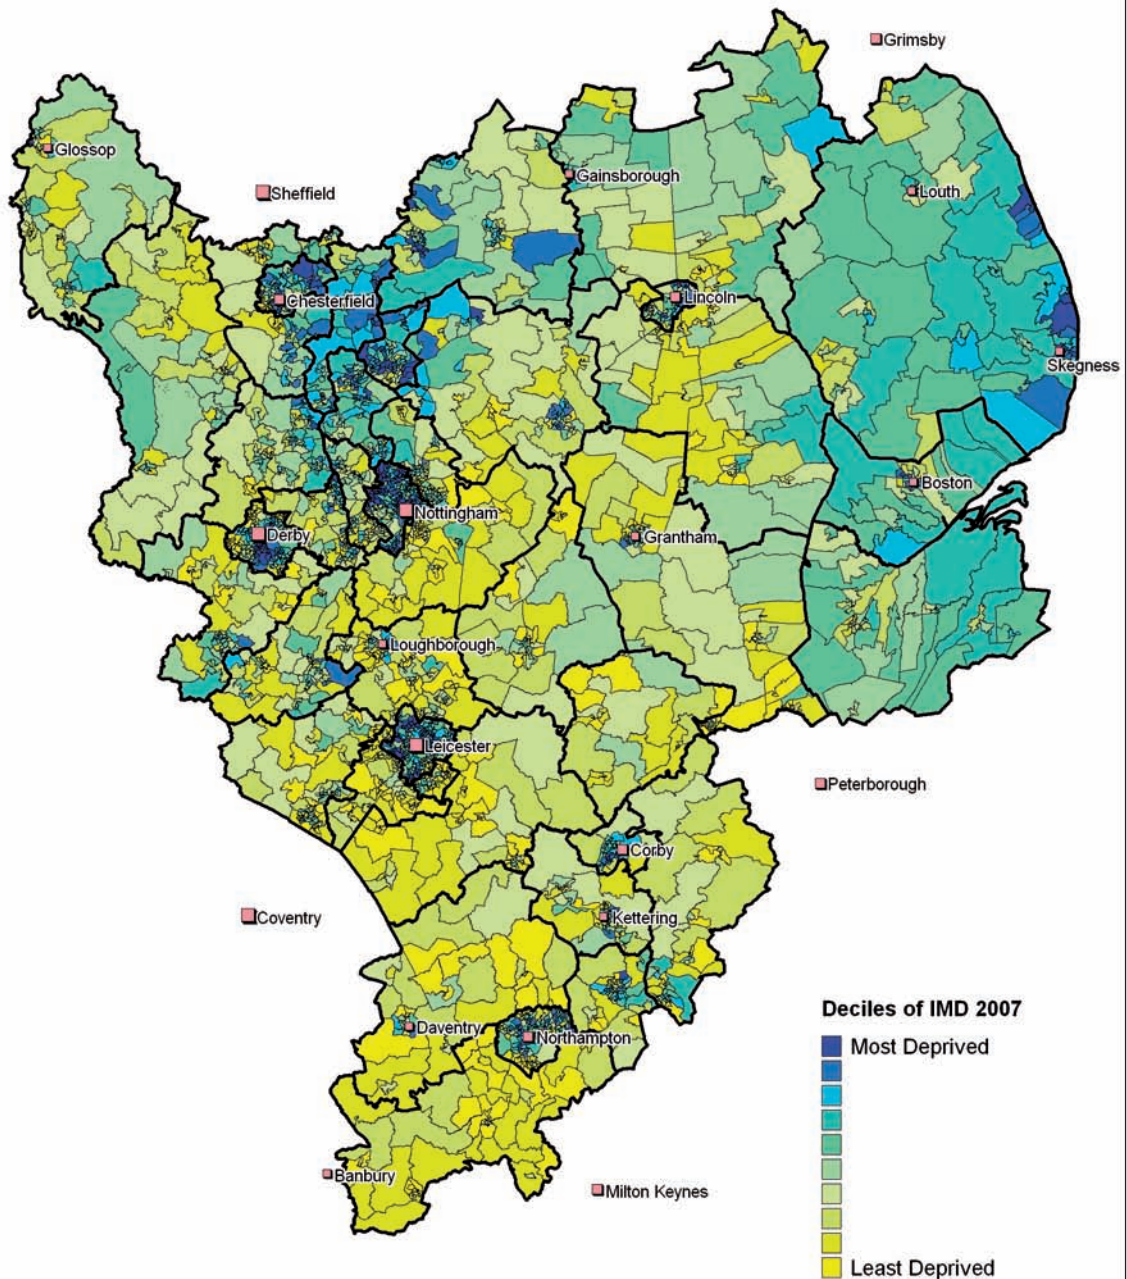 Grimsby
Glossop
Gainsborough
Sheffield
Louth
Chesterfield
Lincoln
Skegness
Boston
Nottingham
Derby
Grantham
Loughborough
Leicester
Peterborough
Corby
Coventry
Kettering
Daventry
Northampton
Banbury
Milton Keynes
Deciles of IMD 2007
Most Deprived
Least Deprived